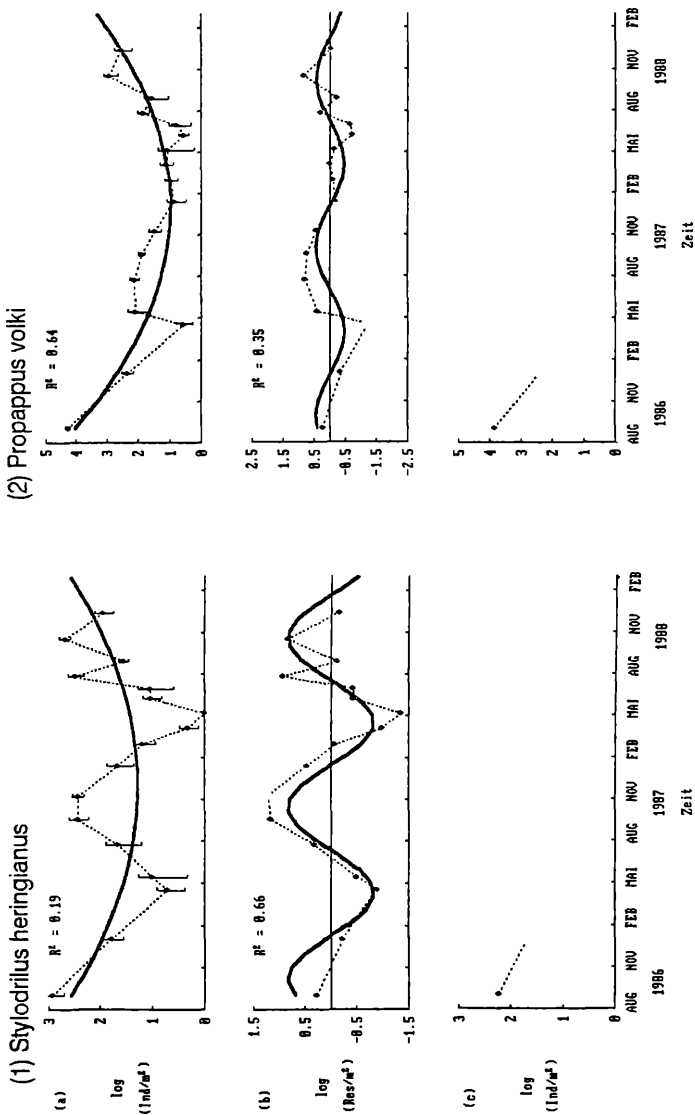 (1) Stylodrilus heringianus
(a)
log
(Ind/m²)
3
2
1
0
R² = 0.19
(b)
log
(Res/m²)
1.5
0.5
-0.5
-1.5
R² = 0.66
(c)
log
(Ind/m²)
3
2
1
0
AUG NOV FEB MAI AUG NOV FEB MAI AUG NOV FEB
1986 1987 1988
Zeit
(2) Propappus volki
5
4
3
2
1
0
R² = 0.64
2.5
1.5
0.5
-0.5
-1.5
-2.5
R² = 0.35
5
4
3
2
1
0
AUG NOV FEB MAI AUG NOV FEB MAI AUG NOV FEB
1986 1987 1988
Zeit